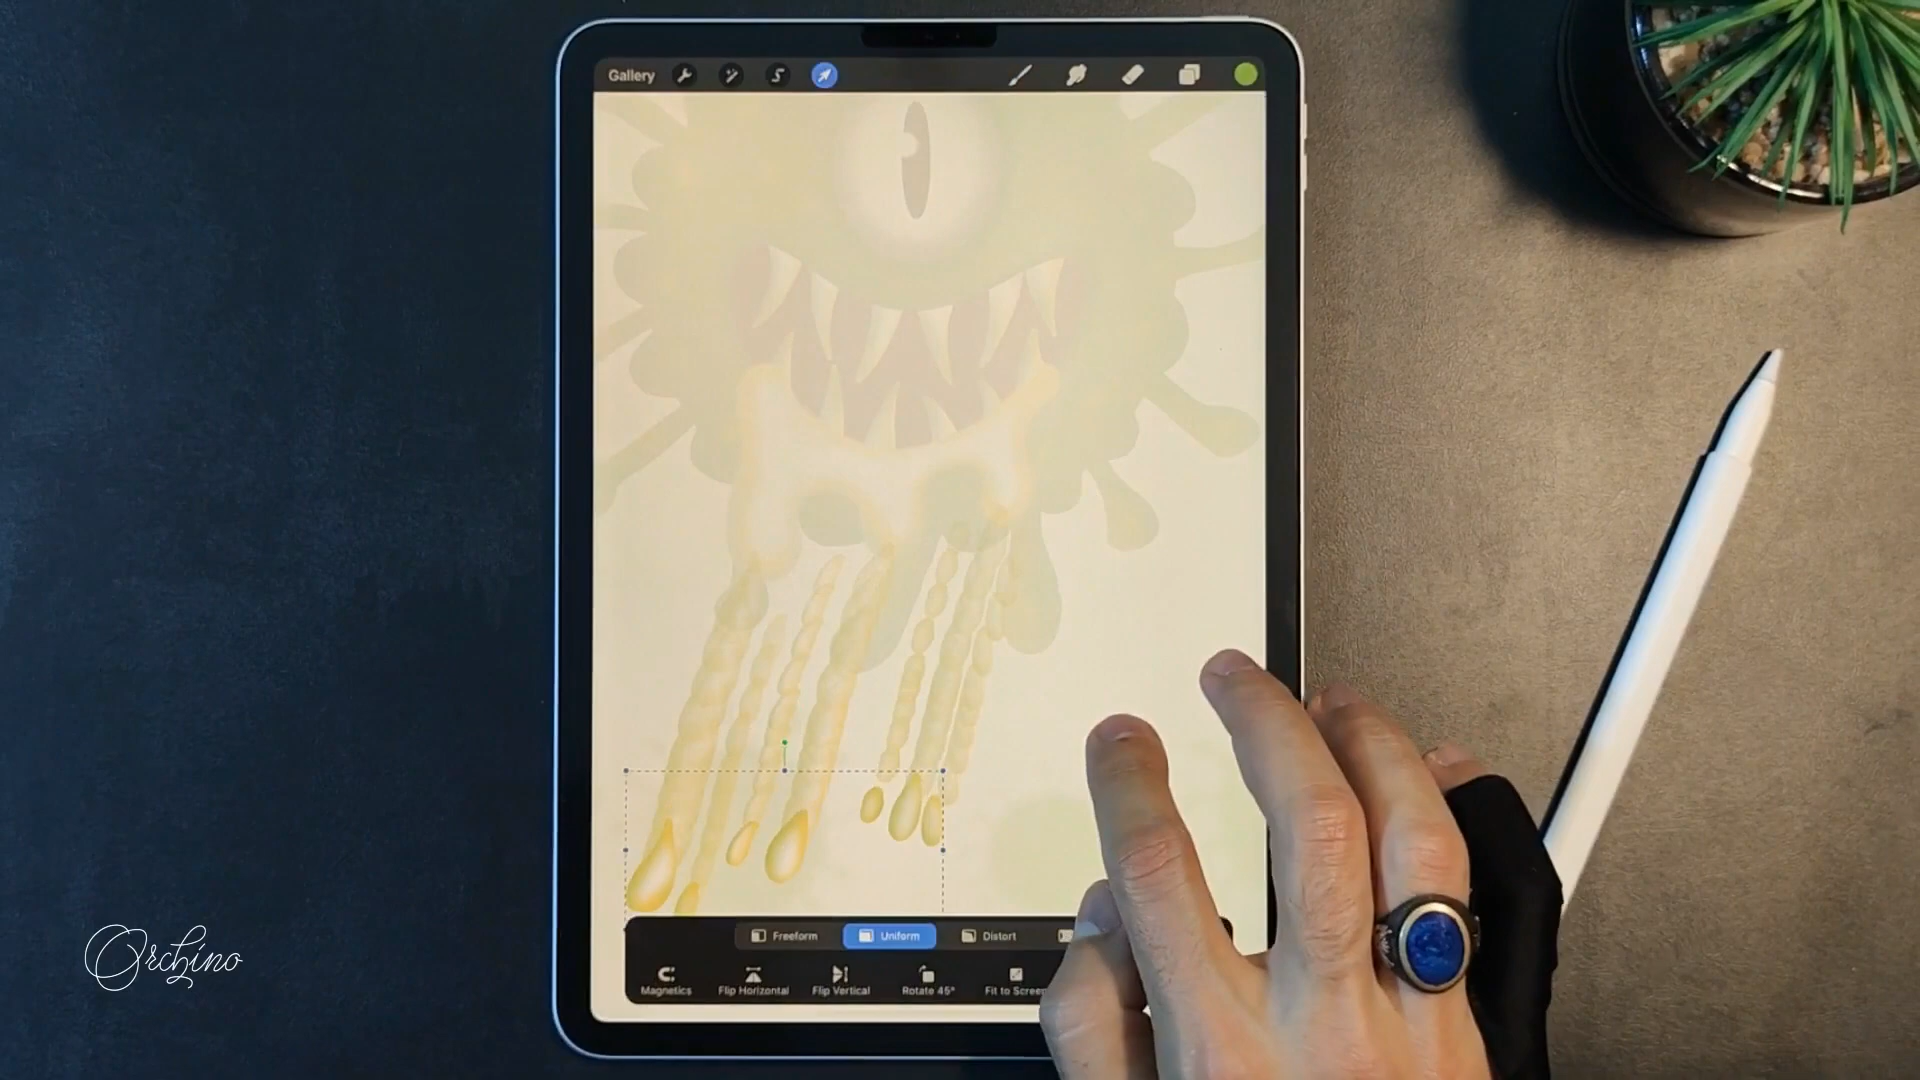 Gallery
Freeform
Uniform
Distort
Magnetics
Flip Horizontal
Flip Vertical
Rotate 45°
Fit to Screen
Orchino